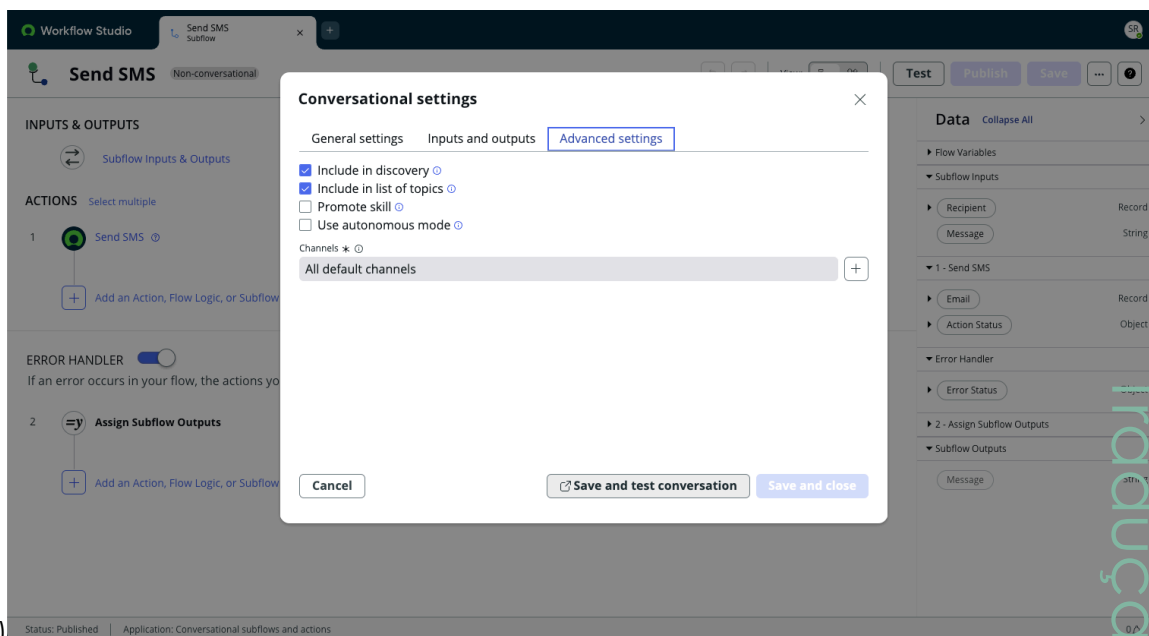 Workflow Studio
Send SMS
Subflow
SR
Send SMS
Non-conversational
Test
Publish
Save
INPUTS & OUTPUTS
Subflow Inputs & Outputs
ACTIONS Select multiple
1 Send SMS
Add an Action, Flow Logic, or Subflow
ERROR HANDLER
If an error occurs in your flow, the actions yo
2 =y Assign Subflow Outputs
Add an Action, Flow Logic, or Subflow
Conversational settings
General settings Inputs and outputs Advanced settings
Include in discovery
Include in list of topics
Promote skill
Use autonomous mode
Channels *
All default channels
Cancel
Save and test conversation
Save and close
Data Collapse All
Flow Variables
Subflow Inputs
Recipient Record
Message String
1 - Send SMS
Email Record
Action Status Object
Error Handler
Error Status Object
2 - Assign Subflow Outputs
Subflow Outputs
Message String
Status: Published | Application: Conversational subflows and actions